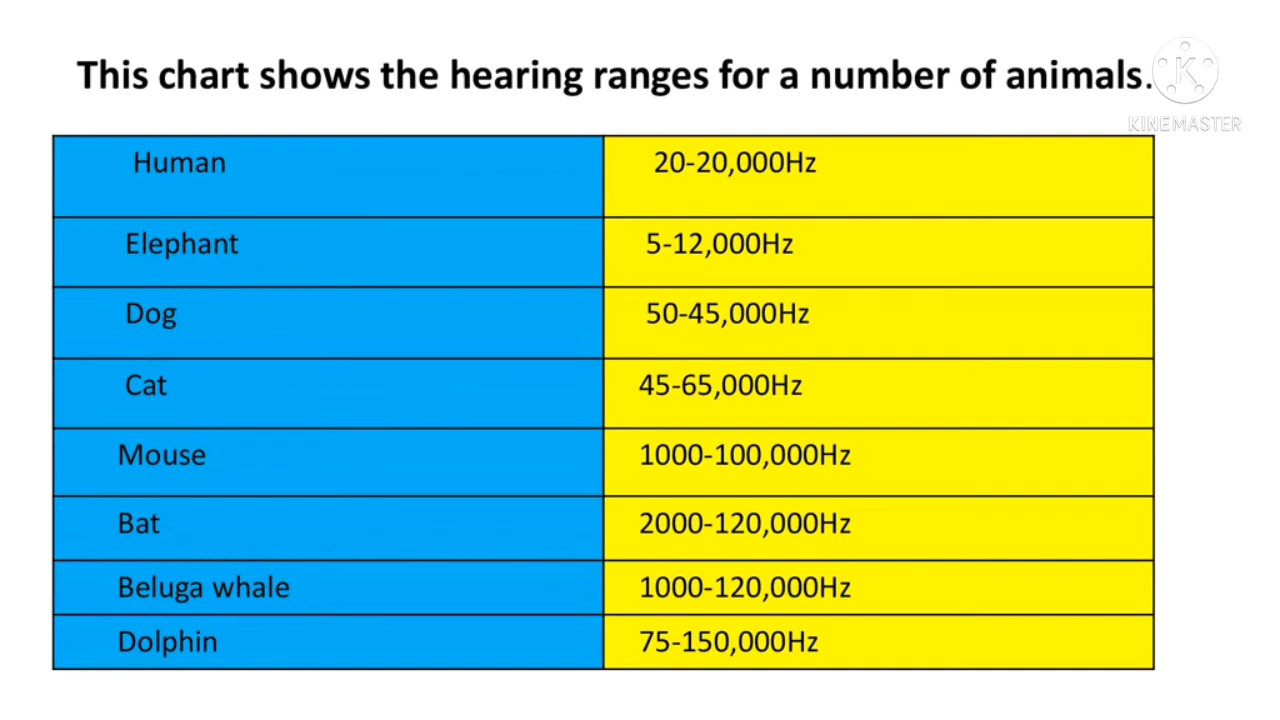 This chart shows the hearing ranges for a number of animals.
KINEMASTER
Human 20-20,000Hz
Elephant 5-12,000Hz
Dog 50-45,000Hz
Cat 45-65,000Hz
Mouse 1000-100,000Hz
Bat 2000-120,000Hz
Beluga whale 1000-120,000Hz
Dolphin 75-150,000Hz